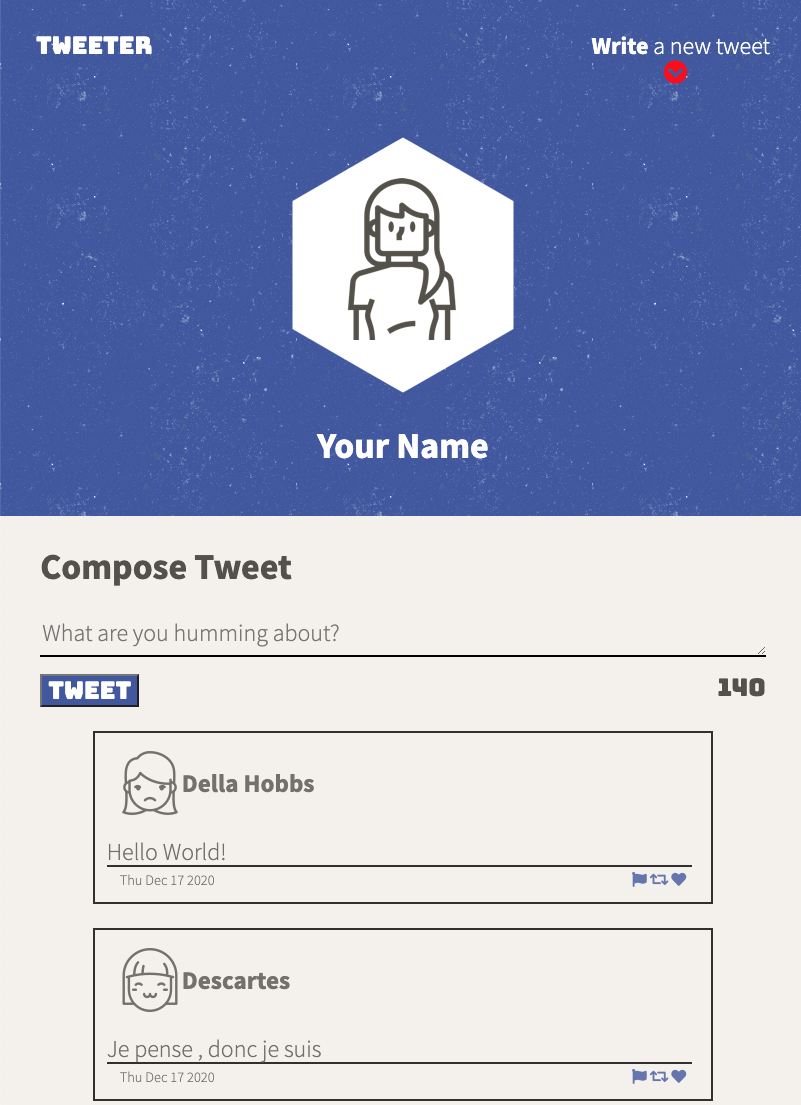 TWEETER
Write a new tweet
Your Name
Compose Tweet
What are you humming about?
TWEET
140
Della Hobbs
Hello World!
Thu Dec 17 2020
Descartes
Je pense , donc je suis
Thu Dec 17 2020